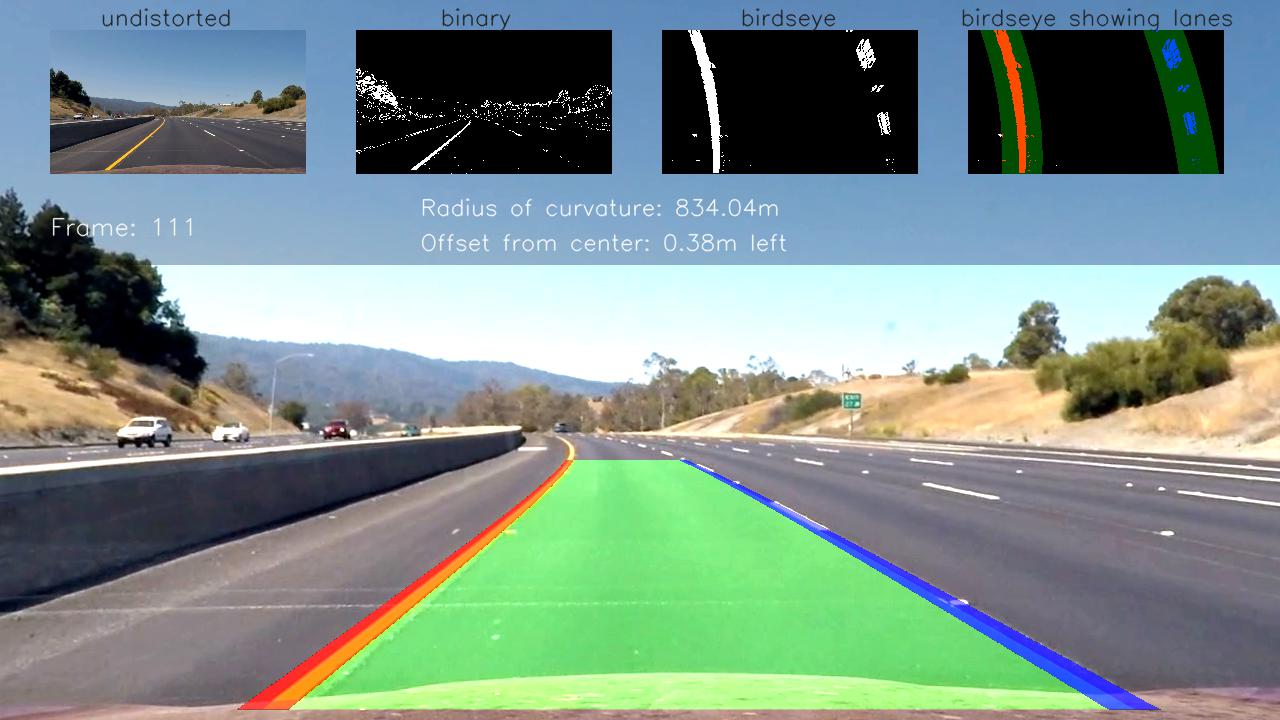 undistorted
binary
birdseye
birdseye showing lanes
Radius of curvature: 834.04m
Frame: 111
Offset from center: 0.38m left
EXIT